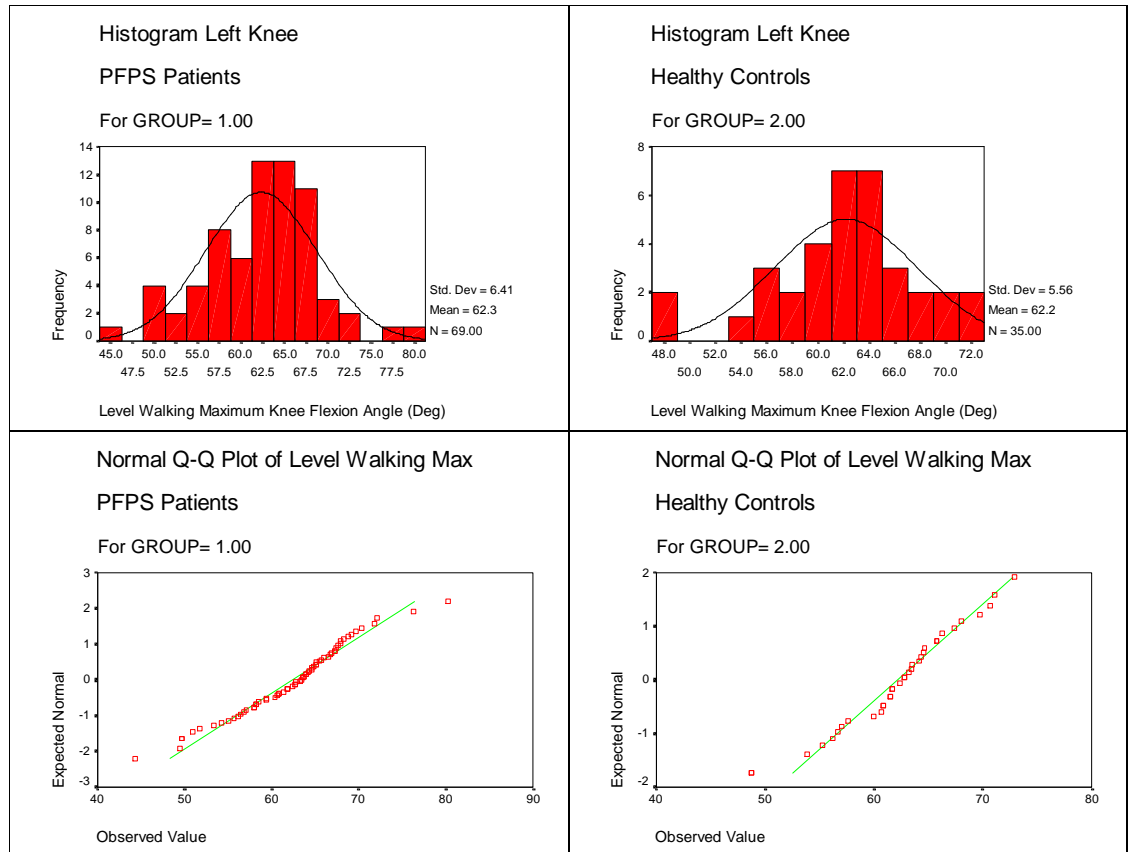 Histogram Left Knee
PFPS Patients
For GROUP= 1.00
14
12
10
8
6
4
2
0
Frequency
Std. Dev = 6.41
Mean = 62.3
N = 69.00
45.0 50.0 55.0 60.0 65.0 70.0 75.0 80.0
47.5 52.5 57.5 62.5 67.5 72.5 77.5
Level Walking Maximum Knee Flexion Angle (Deg)
Histogram Left Knee
Healthy Controls
For GROUP= 2.00
8
6
4
2
0
Frequency
Std. Dev = 5.56
Mean = 62.2
N = 35.00
48.0 52.0 56.0 60.0 64.0 68.0 72.0
50.0 54.0 58.0 62.0 66.0 70.0
Level Walking Maximum Knee Flexion Angle (Deg)
Normal Q-Q Plot of Level Walking Max
PFPS Patients
For GROUP= 1.00
3
2
1
0
-1
-2
-3
Expected Normal
40 50 60 70 80 90
Observed Value
Normal Q-Q Plot of Level Walking Max
Healthy Controls
For GROUP= 2.00
2
1
0
-1
-2
Expected Normal
40 50 60 70 80
Observed Value